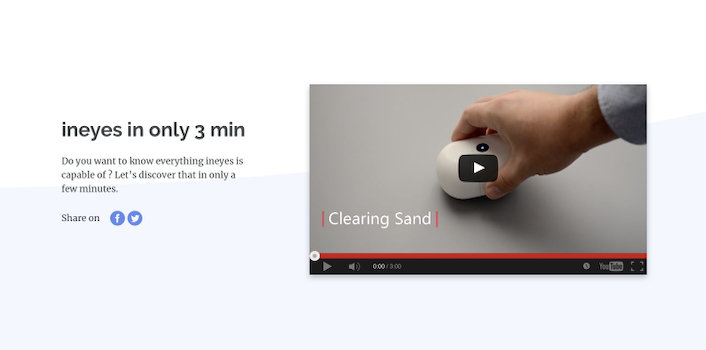 ineyes in only 3 min
Do you want to know everything ineyes is
capable of ? Let's discover that in only a
few minutes.
Share on
| Clearing Sand |
0:00 / 3:00
YouTube